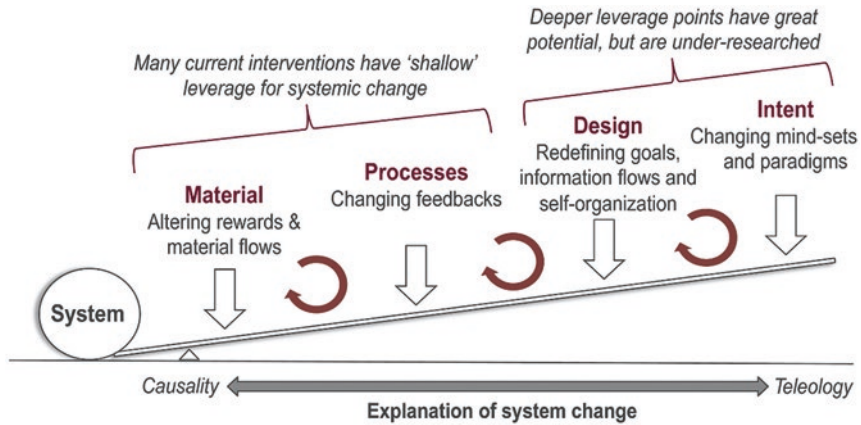 Many current interventions have ‘shallow’
leverage for systemic change
Deeper leverage points have great
potential, but are under-researched
Material
Altering rewards &
material flows
Processes
Changing feedbacks
Design
Redefining goals,
information flows and
self-organization
Intent
Changing mind-sets
and paradigms
System
Causality
Teleology
Explanation of system change